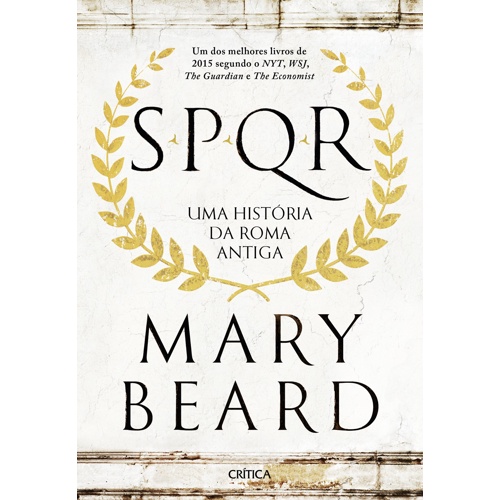 Um dos melhores livros de
2015 segundo o NYT, WSJ,
The Guardian e The Economist
S·P·Q·R
UMA HISTÓRIA
DA ROMA
ANTIGA
MARY
BEARD
CRÍTICA